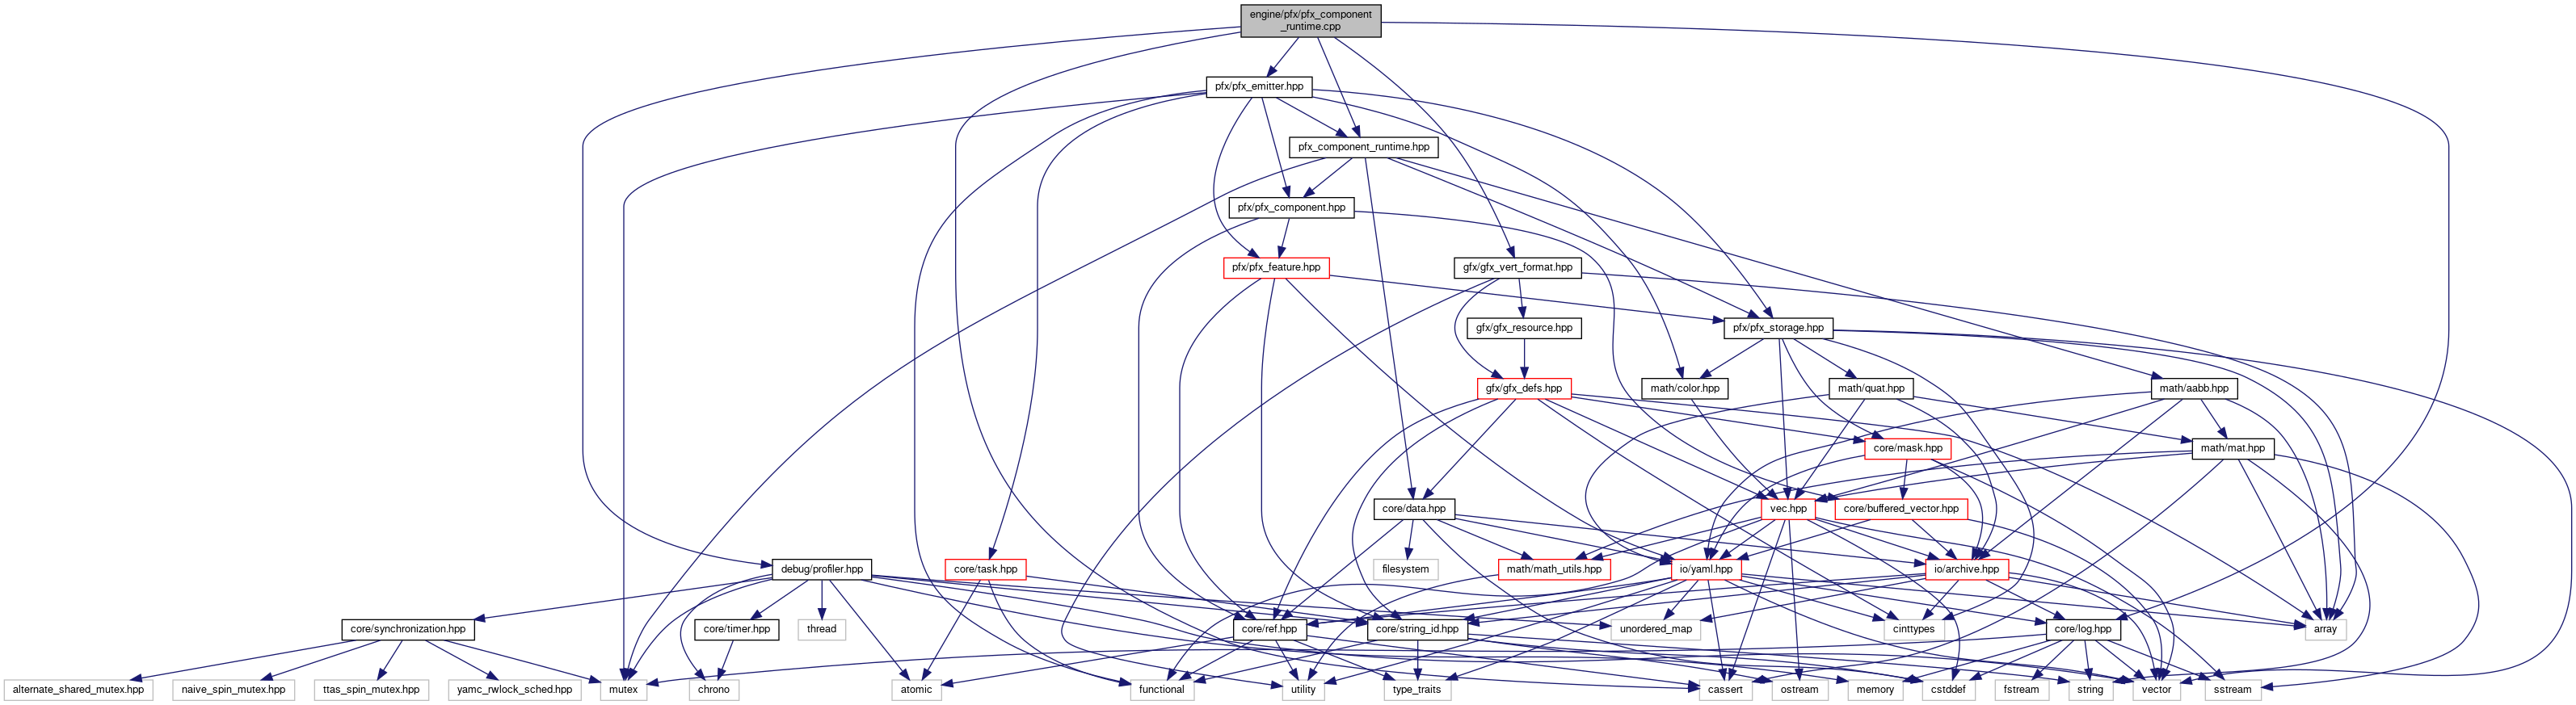 engine/pfx/pfx_component
_runtime.cpp
pfx/pfx_emitter.hpp
pfx_component_runtime.hpp
pfx/pfx_component.hpp
pfx/pfx_feature.hpp
gfx/gfx_vert_format.hpp
gfx/gfx_resource.hpp
pfx/pfx_storage.hpp
gfx/gfx_defs.hpp
math/color.hpp
math/quat.hpp
math/aabb.hpp
core/mask.hpp
math/mat.hpp
core/data.hpp
vec.hpp
core/buffered_vector.hpp
debug/profiler.hpp
core/task.hpp
filesystem
math/math_utils.hpp
io/yaml.hpp
io/archive.hpp
core/synchronization.hpp
core/timer.hpp
thread
core/ref.hpp
core/string_id.hpp
unordered_map
cinttypes
core/log.hpp
array
alternate_shared_mutex.hpp
naive_spin_mutex.hpp
ttas_spin_mutex.hpp
yamc_rwlock_sched.hpp
mutex
chrono
atomic
functional
utility
type_traits
cassert
ostream
memory
cstddef
fstream
string
vector
sstream